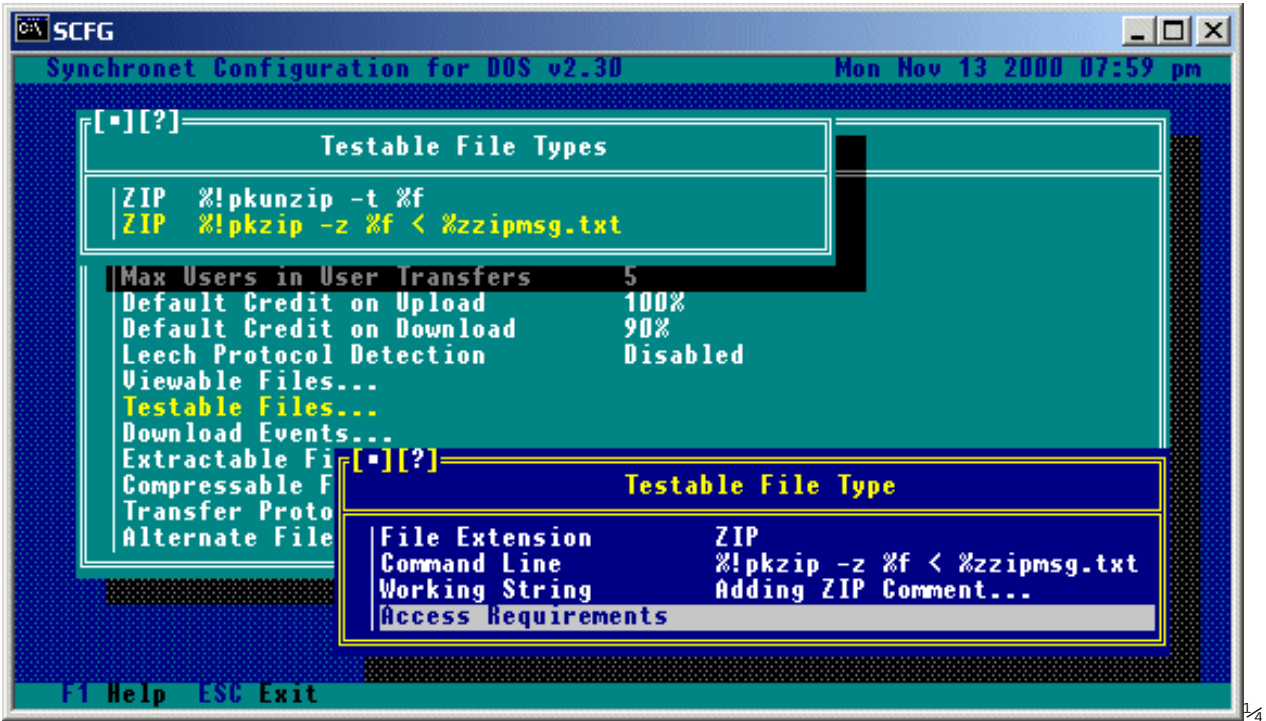 SCFG
Synchronet Configuration for DOS v2.30 Mon Nov 13 2000 07:59 pm
[▪][?]
Testable File Types
ZIP %!pkunzip -t %f
ZIP %!pkzip -z %f < %zzipmsg.txt
Max Users in User Transfers 5
Default Credit on Upload 100%
Default Credit on Download 90%
Leech Protocol Detection Disabled
Viewable Files...
Testable Files...
Download Events...
Extractable Fi
Compressable F
Transfer Proto
Alternate File
[▪][?]
Testable File Type
File Extension ZIP
Command Line %!pkzip -z %f < %zzipmsg.txt
Working String Adding ZIP Comment...
Access Requirements
F1 Help ESC Exit
¼